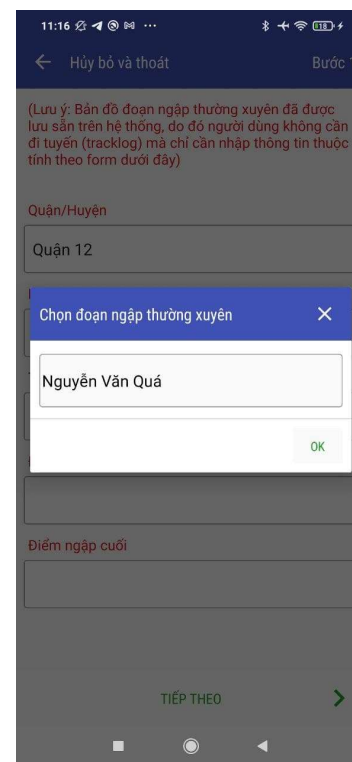 11:16
18
Hủy bỏ và thoát
Bước 1
(Lưu ý: Bản đồ đoạn ngập thường xuyên đã được
lưu sẵn trên hệ thống, do đó người dùng không cần
đi tuyến (tracklog) mà chỉ cần nhập thông tin thuộc
tính theo form dưới đây)
Quận/Huyện
Quận 12
Chọn đoạn ngập thường xuyên
Nguyễn Văn Quá
OK
Điểm ngập cuối
TIẾP THEO